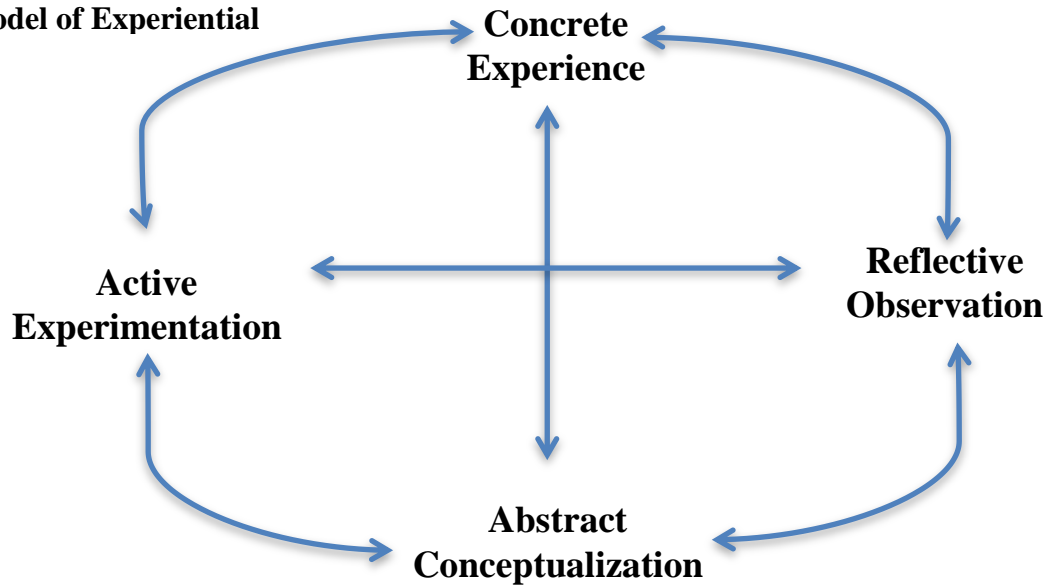 odel of Experiential
Concrete
Experience
Reflective
Observation
Active
Experimentation
Abstract
Conceptualization